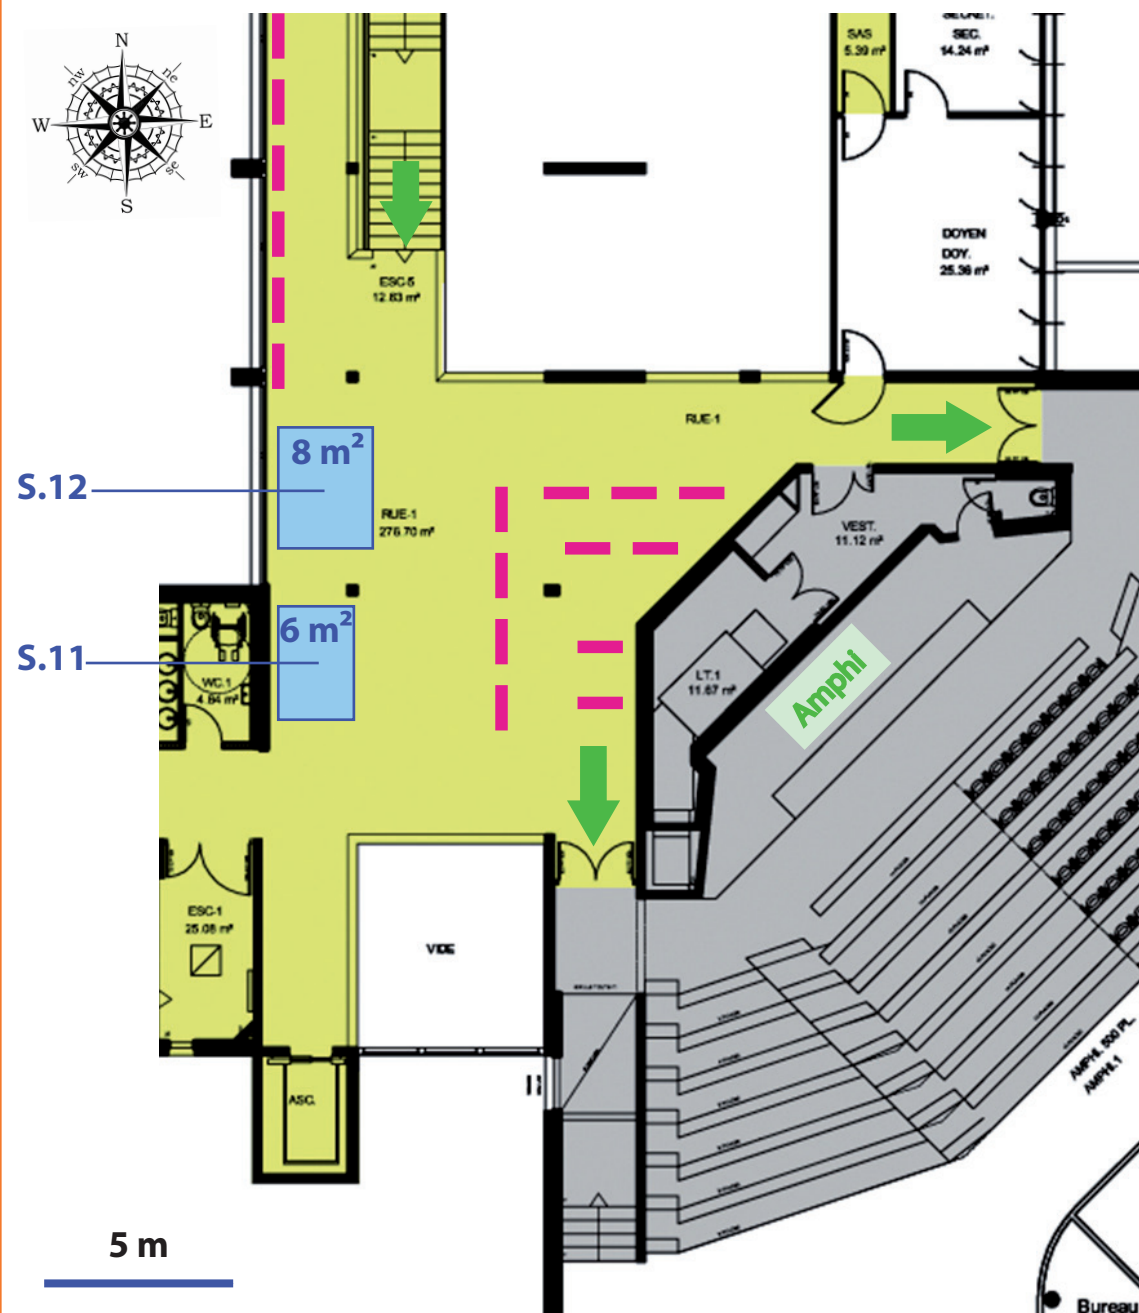 N
nw
ne
W
E
sw
se
S
SAS
5.39 m²
SECRET.
SEC.
14.24 m²
DOYEN
DOY.
25.36 m²
ESC-5
12.63 m²
RUE-1
8 m²
S.12
RUE-1
276.70 m²
VEST.
11.12 m²
6 m²
S.11
WC.1
4.84 m²
LT.1
11.67 m²
Amphi
ESC-1
25.08 m²
VIDE
AMPHI. 500 PL.
AMPHI.1
ASC.
5 m
Bureau